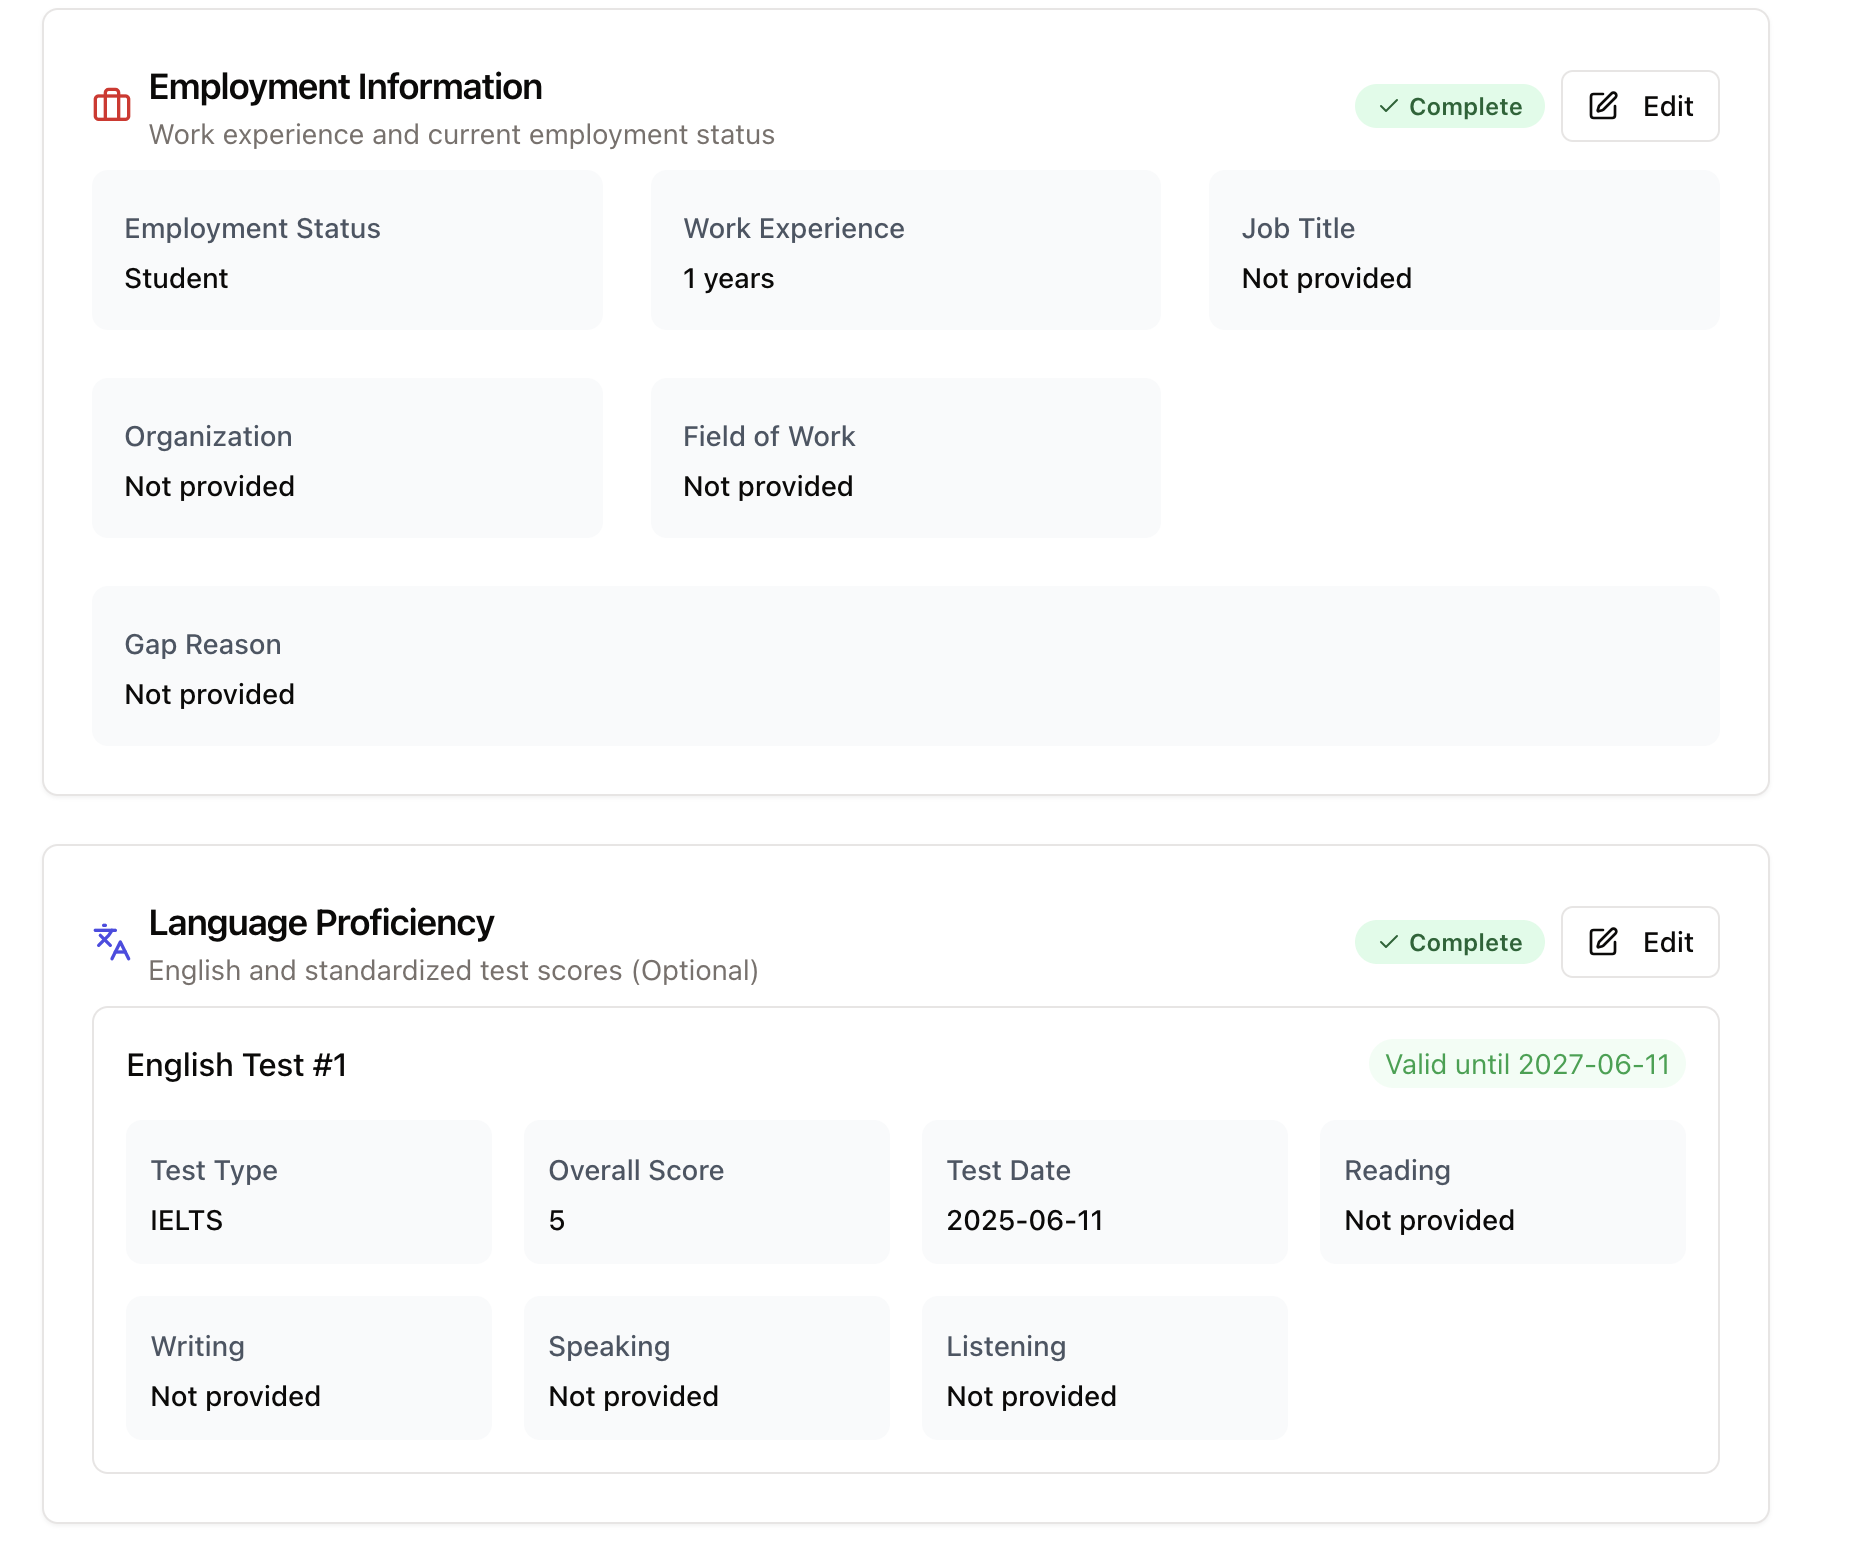 Employment Information
Work experience and current employment status
Complete
Edit
Employment Status
Student
Work Experience
1 years
Job Title
Not provided
Organization
Not provided
Field of Work
Not provided
Gap Reason
Not provided
Language Proficiency
English and standardized test scores (Optional)
Complete
Edit
English Test #1
Valid until 2027-06-11
Test Type
IELTS
Overall Score
5
Test Date
2025-06-11
Reading
Not provided
Writing
Not provided
Speaking
Not provided
Listening
Not provided